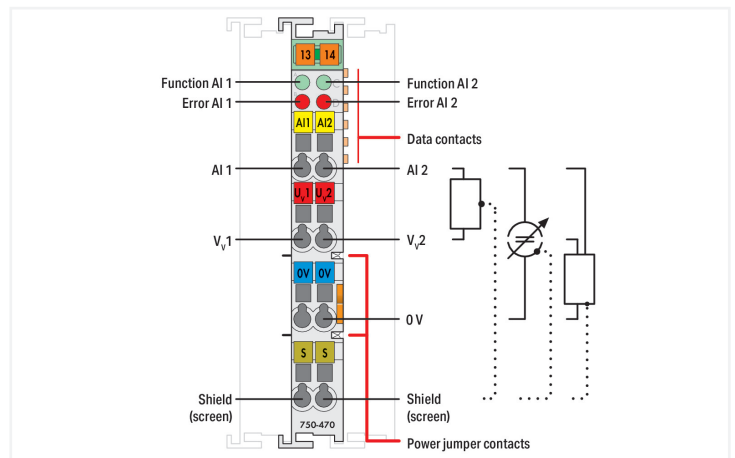 13 14
Function AI 1
Function AI 2
Error AI 1
Error AI 2
AI1 AI2
Data contacts
AI 1
AI 2
UV1 UV2
VV1
VV2
0V 0V
0 V
S S
Shield
(screen)
Shield
(screen)
750-470
Power jumper contacts